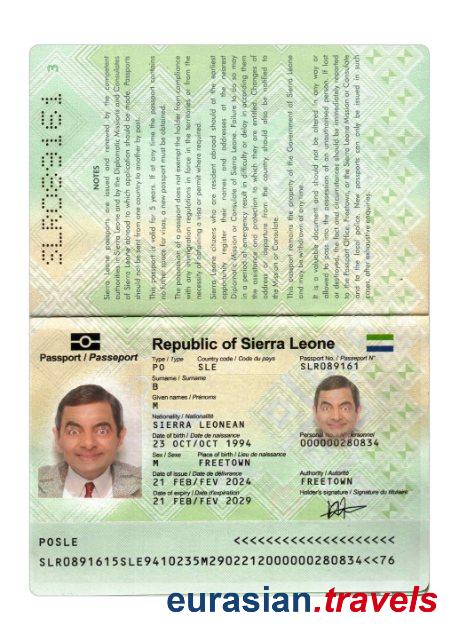 3
SLR089161
NOTES
Sierra Leone passports are issued and renewed by the competent
authorities in Sierra Leone and by the Diplomatic Missions and Consulates
of Sierra Leone abroad to whom application should be made. Passports
should not be sent from one country to another by post.
This passport is valid for 5 years. If at any time the passport contains
no further space for visas, a new passport must be obtained.
The possession of a passport does not exempt the holder from compliance
with any immigration regulations in force in the territories or from the
necessity of obtaining a visa or permit where required.
Sierra Leone citizens who are resident abroad should at the earliest
opportunity register their names and addresses at the nearest
Diplomatic Mission or Consulate of Sierra Leone. Failure to do so may
in a period of emergency result in difficulty or delay in according them
the assistance and protection to which they are entitled. Changes of
address or departure from the country should also be notified to
the Mission or Consulate.
This passport remains the property of the Government of Sierra Leone
and may be withdrawn at any time.
It is a valuable document and should not be altered in any way or
allowed to pass into the possession of an unauthorised person. If lost
or destroyed, the fact and circumstances should be immediately reported
to the Passport Office, Freetown, or the Sierra Leone Mission or Consulate
and to the local police. New passports can only be issued in such
cases after exhaustive enquiries.
Republic of Sierra Leone
Passport / Passeport
Type / Type Country code / Code du pays Passport No. / Passeport N°
PO SLE SLR089161
Surname / Surname
B
Given names / Prénoms
M
Nationality / Nationalité
SIERRA LEONEAN
Date of birth / Date de naissance Personal No. / personnel
23 OCT/OCT 1994 000000280834
Sex / Sexe Place of birth / Lieu de naissance
M FREETOWN
Date of issue / Date de délivrance Authority / Autorité
21 FEB/FEV 2024 FREETOWN
Date of expiry / Date d'expiration Holder's signature / Signature du titulaire
21 FEB/FEV 2029
POSLE <<<<<<<<<<<<<<<<<<<<<
SLR0891615SLE9410235M2902212000000280834<<76
eurasian.travels